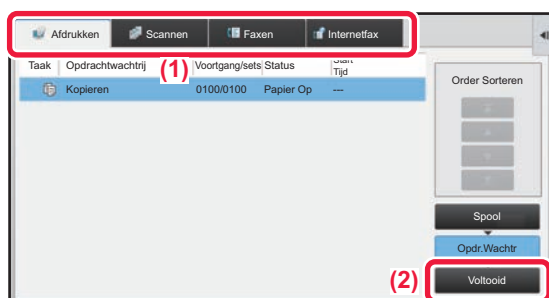 Afdrukken Scannen Faxen Internetfax
Taak Opdrachtwachtrij Voortgang/sets Status Start
Tijd
(1)
Kopieren 0100/0100 Papier Op ---
Order Sorteren
Spool
Opdr.Wachtr
(2) Voltooid